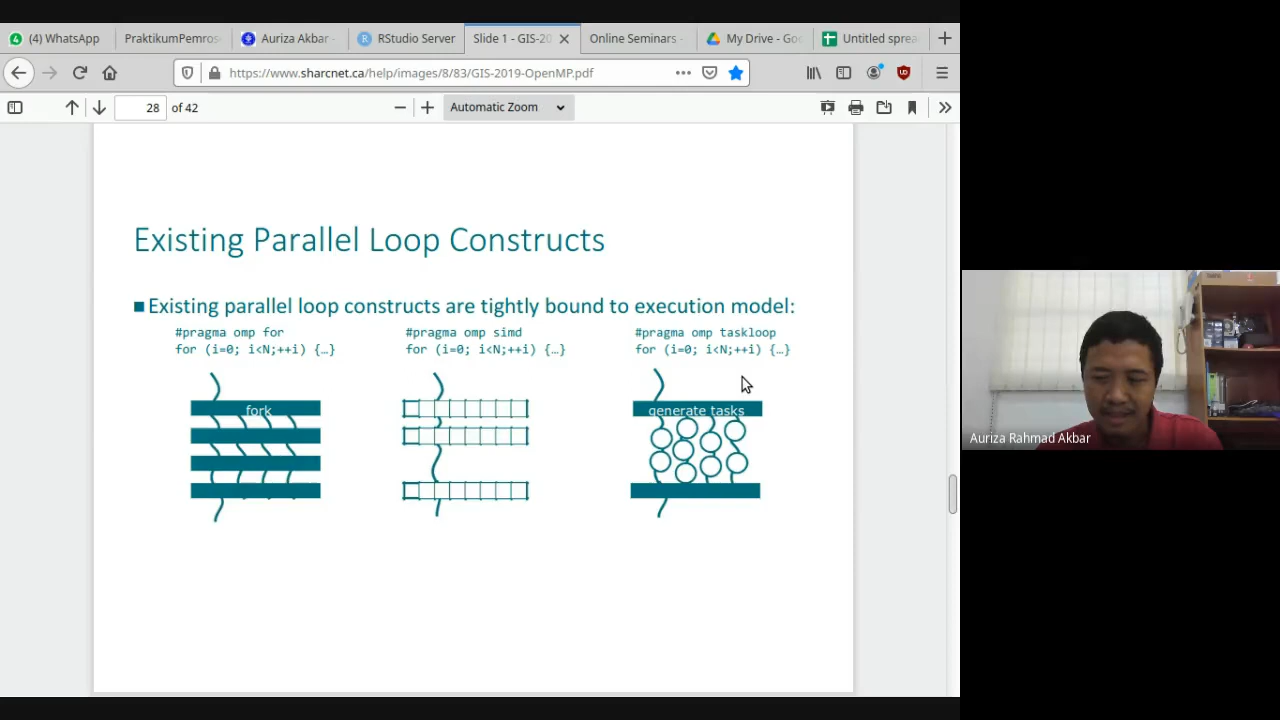 (4) WhatsApp
PraktikumPemros
Auriza Akbar -
RStudio Server
Slide 1 - GIS-20
Online Seminars -
My Drive - Goo
Untitled sprea
https://www.sharcnet.ca/help/images/8/83/GIS-2019-OpenMP.pdf
28 of 42
Automatic Zoom
Existing Parallel Loop Constructs
Existing parallel loop constructs are tightly bound to execution model:
#pragma omp for
for (i=0; i<N;++i) {…}
#pragma omp simd
for (i=0; i<N;++i) {…}
#pragma omp taskloop
for (i=0; i<N;++i) {…}
fork
generate tasks
Auriza Rahmad Akbar